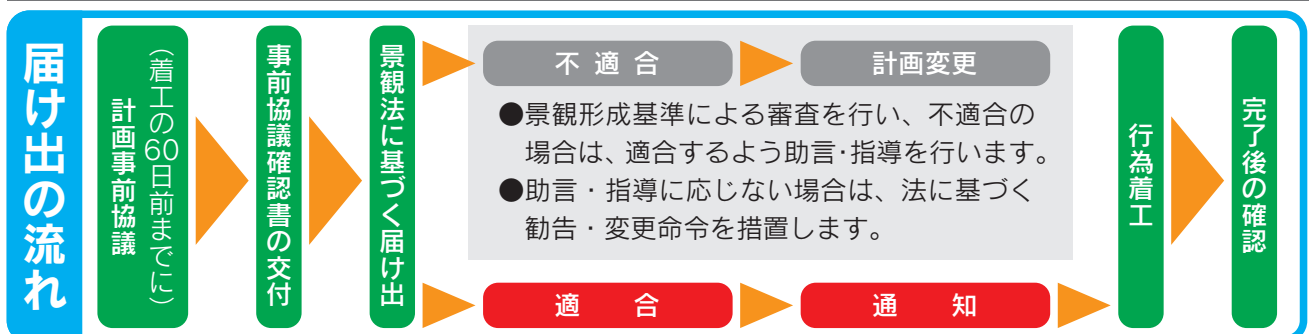 届け出の流れ
計画事前協議
（着工の60日前までに）
事前協議確認書の交付
景観法に基づく届け出
不適合
計画変更
●景観形成基準による審査を行い、不適合の
場合は、適合するよう助言・指導を行います。
●助言・指導に応じない場合は、法に基づく
勧告・変更命令を措置します。
適合
通知
行為着工
完了後の確認